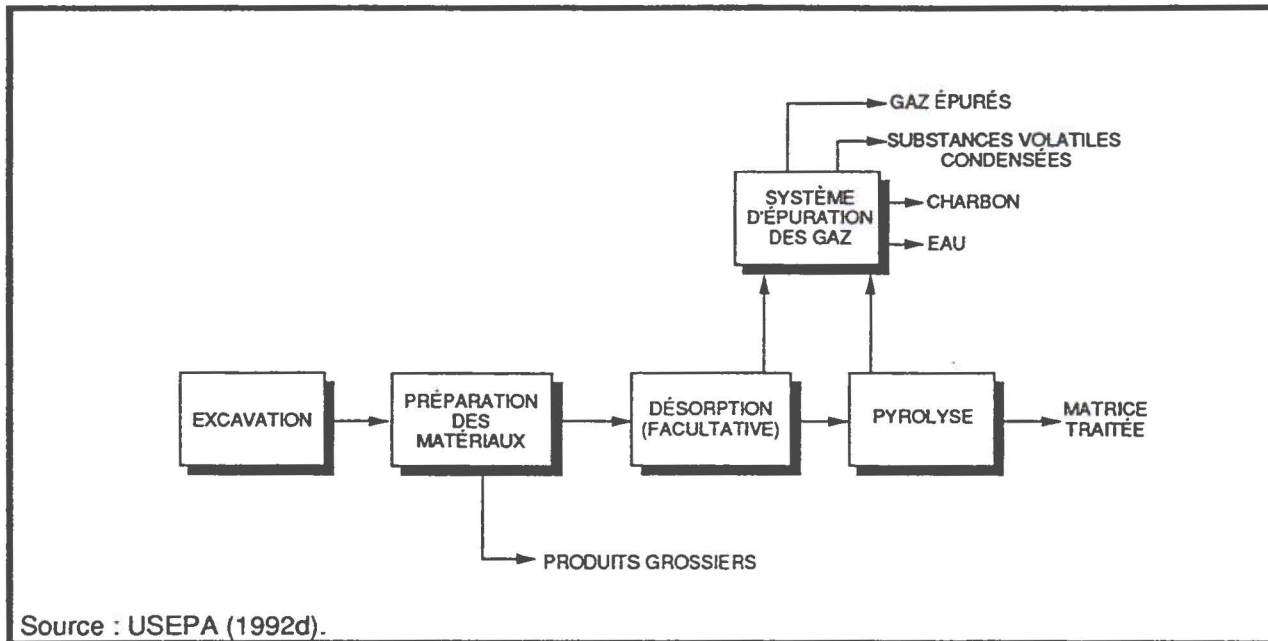 GAZ ÉPURÉS
SUBSTANCES VOLATILES
CONDENSÉES
SYSTÈME
D'ÉPURATION
DES GAZ
CHARBON
EAU
EXCAVATION
PRÉPARATION
DES
MATÉRIAUX
DÉSORPTION
(FACULTATIVE)
PYROLYSE
MATRICE
TRAITÉE
PRODUITS GROSSIERS
Source : USEPA (1992d).